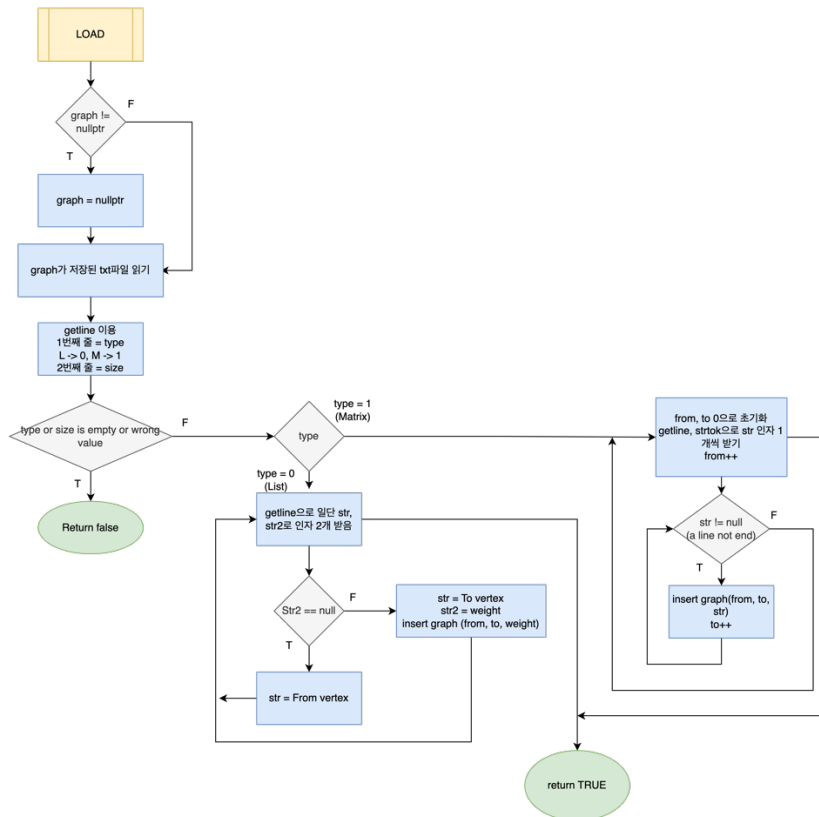 LOAD
graph !=
nullptr
F
T
graph = nullptr
graph가 저장된 txt파일 읽기
getline 이용
1번째 줄 = type
L -> 0, M -> 1
2번째 줄 = size
type or size is empty or wrong
value
F
T
Return false
type
type = 1
(Matrix)
type = 0
(List)
getline으로 일단 str,
str2로 인자 2개 받음
Str2 == null
F
T
str = To vertex
str2 = weight
insert graph (from, to, weight)
str = From vertex
from, to 0으로 초기화
getline, strtok으로 str 인자 1
개씩 받기
from++
str != null
(a line not end)
F
T
insert graph(from, to,
str)
to++
return TRUE